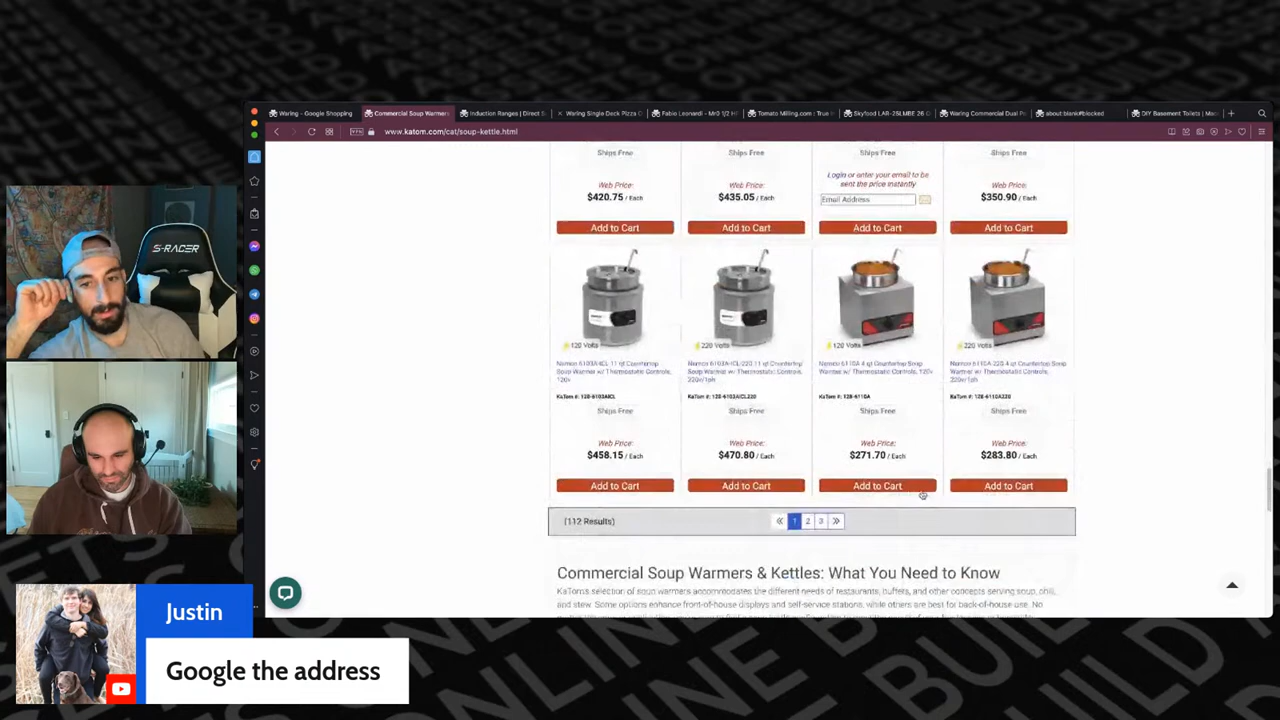 Waring - Google Shopping
Commercial Soup Warmers
Induction Ranges | Direct S
Waring Single Deck Pizza O
Fabio Leonardi - Mr0 1/2 H
Tomato Milling.com : True I
Skyfood LAR-25LMBE 26 Q
Waring Commercial Dual P
about:blank#blocked
DIY Basement Toilets | Mac
VPN
www.katom.com/cat/soup-kettle.html
Ships Free
Ships Free
Ships Free
Ships Free
Web Price:
$420.75 / Each
Web Price:
$435.05 / Each
Login or enter your email to be
sent the price instantly
Email Address
Web Price:
$350.90 / Each
Add to Cart
Add to Cart
Add to Cart
Add to Cart
120 Volts
220 Volts
120 Volts
220 Volts
Nemco 6103A-ICL 11 qt Countertop
Soup Warmer w/ Thermostatic Controls,
120v
Nemco 6103A-ICL-220 11 qt Countertop
Soup Warmer w/ Thermostatic Controls,
220v/1ph
Nemco 6110A 4 qt Countertop Soup
Warmer w/ Thermostatic Controls, 120v
Nemco 6110A-220 4 qt Countertop Soup
Warmer w/ Thermostatic Controls,
220v/1ph
KaTom #: 128-6103AICL
KaTom #: 128-6103AICL220
KaTom #: 128-6110A
KaTom #: 128-6110A220
Ships Free
Ships Free
Ships Free
Ships Free
Web Price:
$458.15 / Each
Web Price:
$470.80 / Each
Web Price:
$271.70 / Each
Web Price:
$283.80 / Each
Add to Cart
Add to Cart
Add to Cart
Add to Cart
(112 Results)
« 1 2 3 »
Commercial Soup Warmers & Kettles: What You Need to Know
KaTom's selection of soup warmers accommodates the different needs of restaurants, buffets, and other concepts serving soup, chili,
and stew. Some options enhance front-of-house displays and self-service stations, while others are best for back-of-house use. No
S-RACER
Justin
Google the address